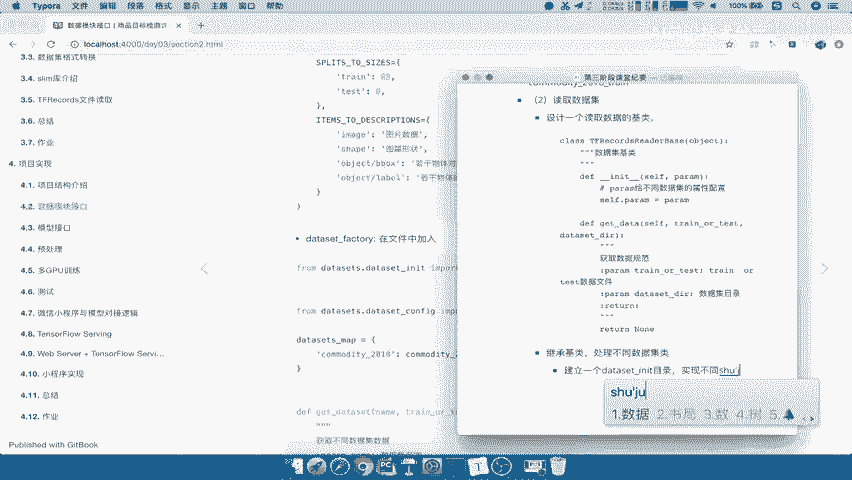 Typora 文件 编辑 段落 格式 显示 主题 窗口 帮助
100%
数据模块接口 | 商品目标检测
localhost:4000/day03/section2.html
3.3. 数据集格式转换
3.4. slim库介绍
3.5. TFRecords文件读取
3.6. 总结
3.7. 作业
4. 项目实现
4.1. 项目结构介绍
4.2. 数据模块接口
4.3. 模型接口
4.4. 预处理
4.5. 多GPU训练
4.6. 测试
4.7. 微信小程序与模型对接逻辑
4.8. TensorFlow Serving
4.9. Web Server + TensorFlow Servi...
4.10. 小程序实现
4.11. 总结
4.12. 作业
Published with GitBook
SPLITS_TO_SIZES={
'train':
'test':
},
ITEMS_TO_DESCRIPTIONS={
'image': '图片数据',
'shape': '图片形状',
'object/bbox': '若干物体
'object/label': '若干物体
}
}
dataset_factory: 在文件中加入
from datasets.dataset_init impor
from datasets.dataset_config imp
datasets_map = {
'commodity_2018': commodity_2
}
def get_dataset(name, train_or_t
"""
获取不同数据集数据
第三阶段课堂纪要
commodity_2018_train
(2)读取数据集
设计一个读取数据的基类,
class TFRecordsReaderBase(object):
"""数据集基类
"""
def __init__(self, param):
# param给不同数据集的属性配置
self.param = param
def get_data(self, train_or_test,
dataset_dir):
"""
获取数据规范
:param train_or_test: train or
test数据文件
:param dataset_dir: 数据集目录
:return:
"""
return None
继承基类,处理不同数据集类
建立一个dataset_init目录,实现不同shu'j
shu'ju
1.数据 2.书局 3.数 4.树 5.